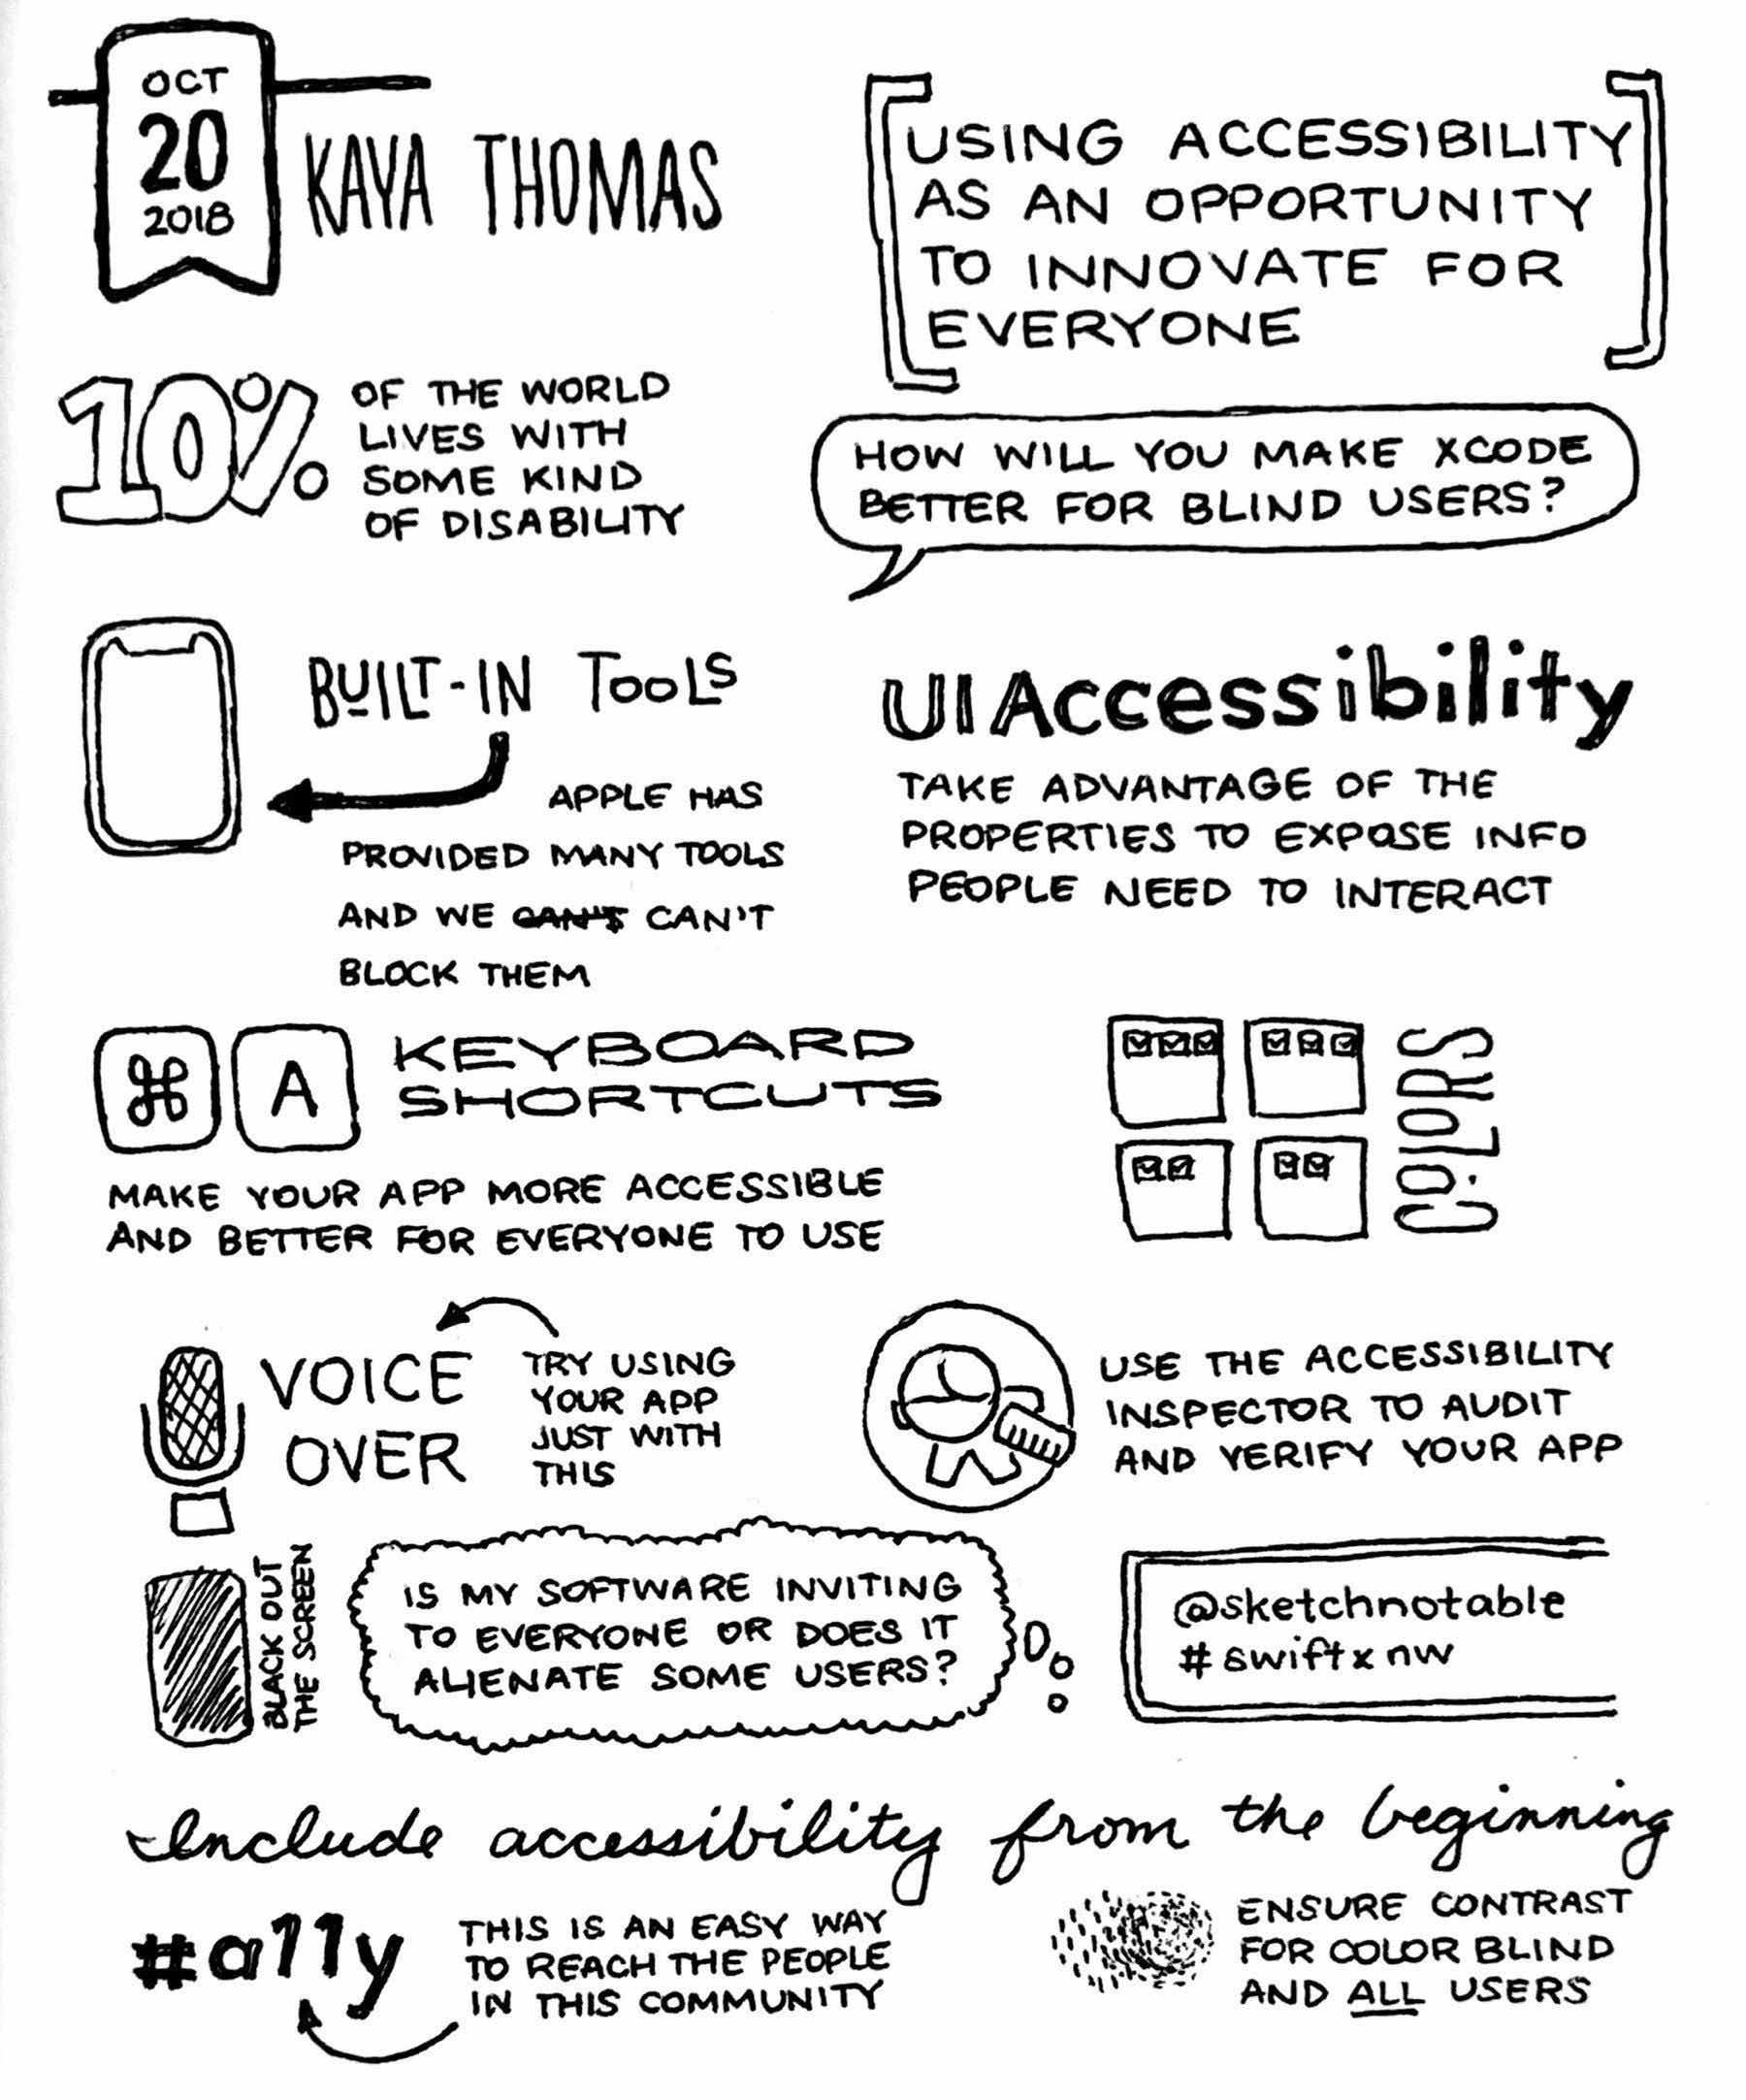 OCT
20
2018
KAYA THOMAS
USING ACCESSIBILITY
AS AN OPPORTUNITY
TO INNOVATE FOR
EVERYONE
10%
OF THE WORLD
LIVES WITH
SOME KIND
OF DISABILITY
HOW WILL YOU MAKE XCODE
BETTER FOR BLIND USERS?
BUILT-IN TOOLS
APPLE HAS
PROVIDED MANY TOOLS
AND WE CAN'T CAN'T
BLOCK THEM
UIAccessibility
TAKE ADVANTAGE OF THE
PROPERTIES TO EXPOSE INFO
PEOPLE NEED TO INTERACT
⌘ A
KEYBOARD
SHORTCUTS
MAKE YOUR APP MORE ACCESSIBLE
AND BETTER FOR EVERYONE TO USE
COLORS
VOICE
OVER
TRY USING
YOUR APP
JUST WITH
THIS
USE THE ACCESSIBILITY
INSPECTOR TO AUDIT
AND VERIFY YOUR APP
BLACK OUT
THE SCREEN
IS MY SOFTWARE INVITING
TO EVERYONE OR DOES IT
ALIENATE SOME USERS?
@sketchnotable
#swiftxnw
Include accessibility from the beginning
#a11y
THIS IS AN EASY WAY
TO REACH THE PEOPLE
IN THIS COMMUNITY
ENSURE CONTRAST
FOR COLOR BLIND
AND ALL USERS